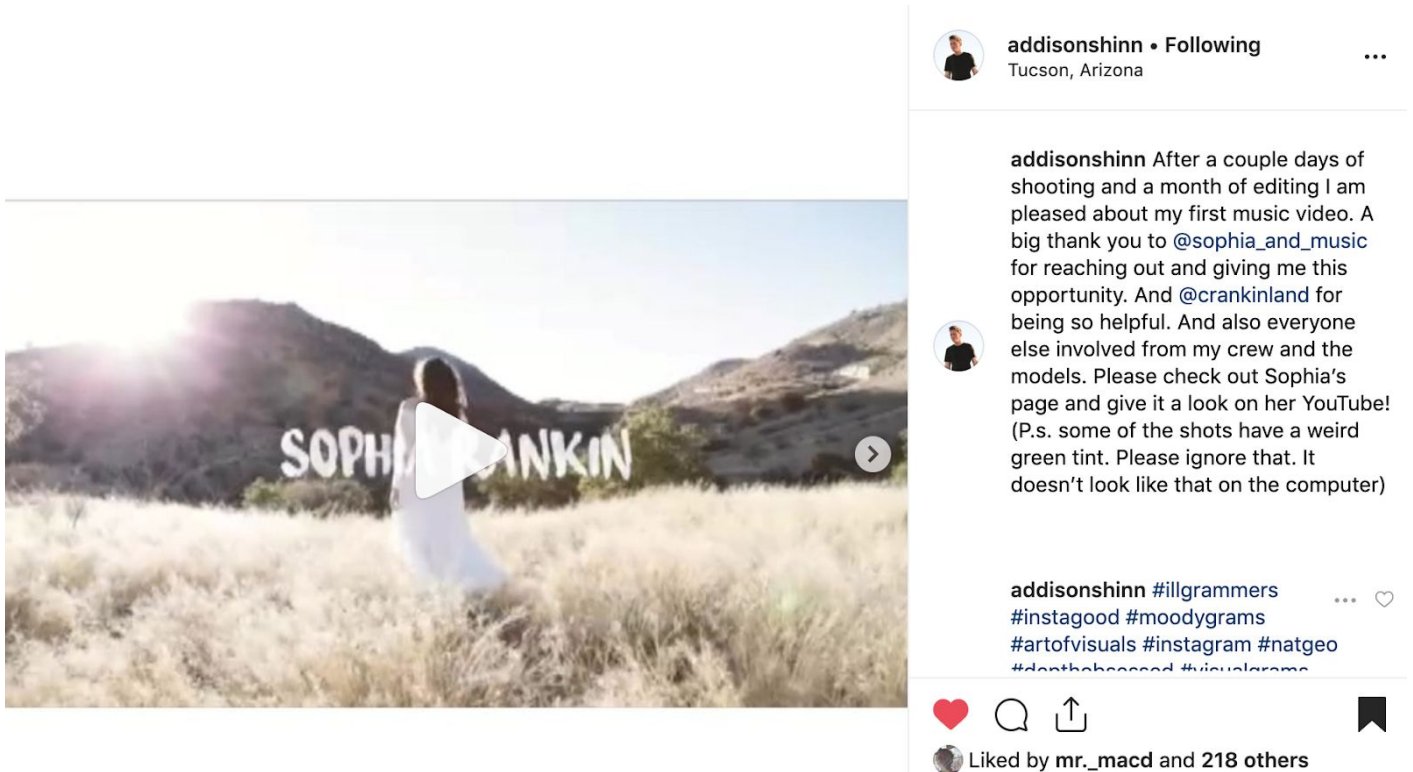 SOPHIA RANKIN
addisonshinn • Following
Tucson, Arizona
addisonshinn After a couple days of
shooting and a month of editing I am
pleased about my first music video. A
big thank you to @sophia_and_music
for reaching out and giving me this
opportunity. And @crankinland for
being so helpful. And also everyone
else involved from my crew and the
models. Please check out Sophia’s
page and give it a look on her YouTube!
(P.s. some of the shots have a weird
green tint. Please ignore that. It
doesn’t look like that on the computer)
addisonshinn #illgrammers
#instagood #moodygrams
#artofvisuals #instagram #natgeo
#depthobsessed #visualgrams
Liked by mr._macd and 218 others